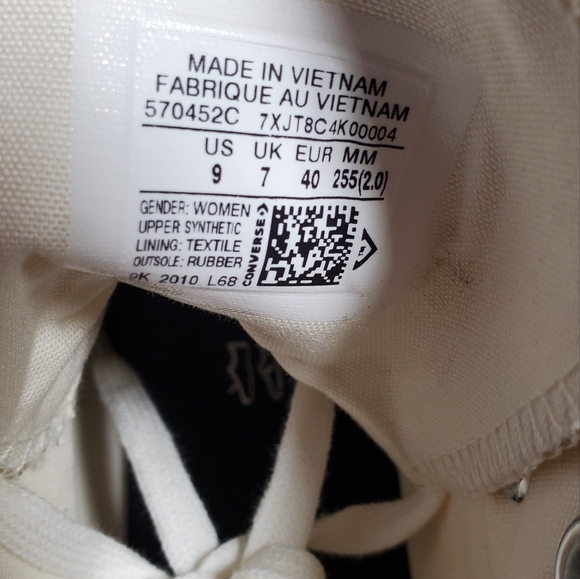 MADE IN VIETNAM
FABRIQUE AU VIETNAM
570452C 7XJT8C4K00004
US UK EUR MM
9 7 40 255(2.0)
GENDER: WOMEN
UPPER SYNTHETIC
LINING: TEXTILE
OUTSOLE: RUBBER
9K 2010 L68
CONVERSE